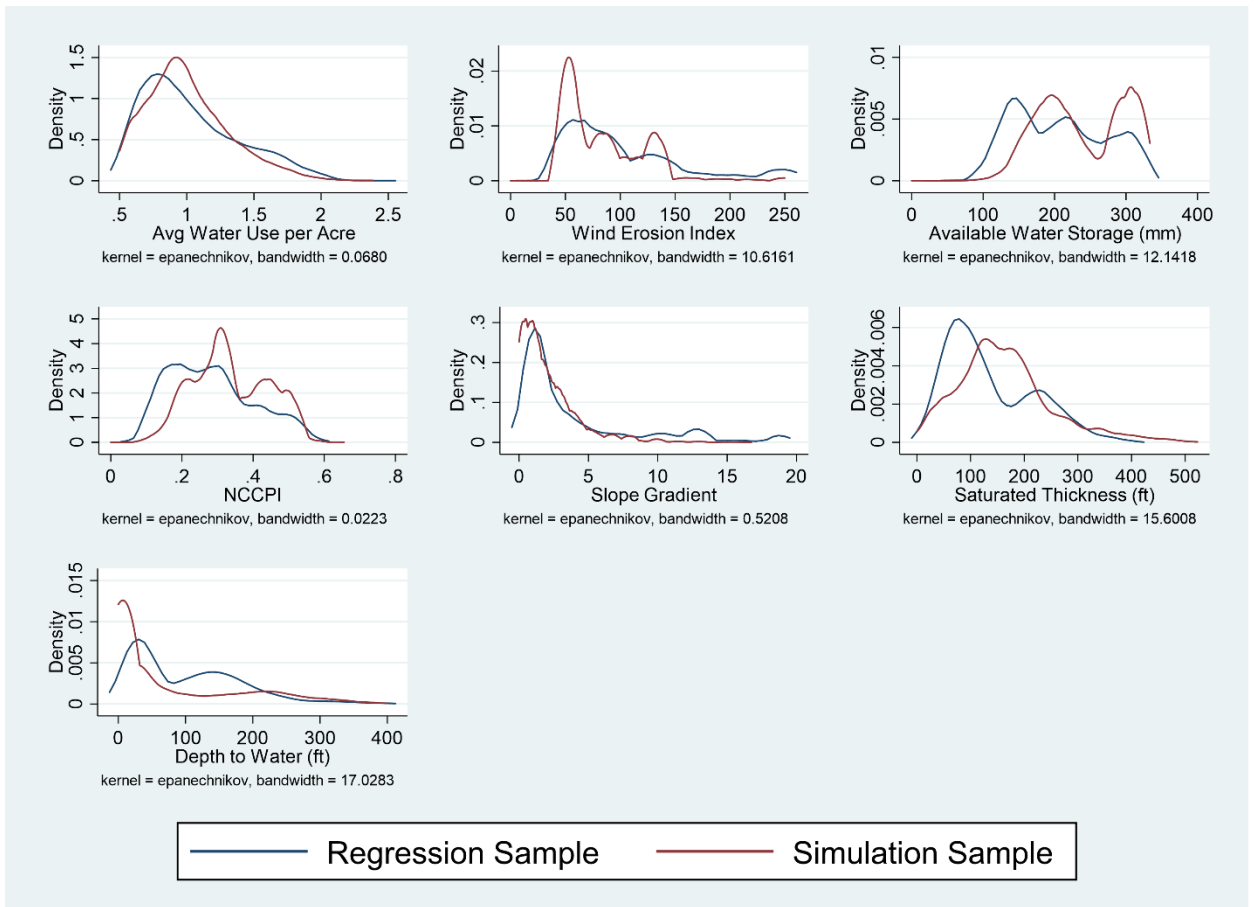 Density
0
.5
1
1.5
.5
1
1.5
2
2.5
Avg Water Use per Acre
kernel = epanechnikov, bandwidth = 0.0680
Density
0
.01
.02
0
50
100
150
200
250
Wind Erosion Index
kernel = epanechnikov, bandwidth = 10.6161
Density
0
.005
.01
0
100
200
300
400
Available Water Storage (mm)
kernel = epanechnikov, bandwidth = 12.1418
Density
0
1
2
3
4
5
0
.2
.4
.6
.8
NCCPI
kernel = epanechnikov, bandwidth = 0.0223
Density
0
.1
.2
.3
0
5
10
15
20
Slope Gradient
kernel = epanechnikov, bandwidth = 0.5208
Density
0
.002
.004
.006
0
100
200
300
400
500
Saturated Thickness (ft)
kernel = epanechnikov, bandwidth = 15.6008
Density
0
.005
.01
.015
0
100
200
300
400
Depth to Water (ft)
kernel = epanechnikov, bandwidth = 17.0283
Regression Sample
Simulation Sample